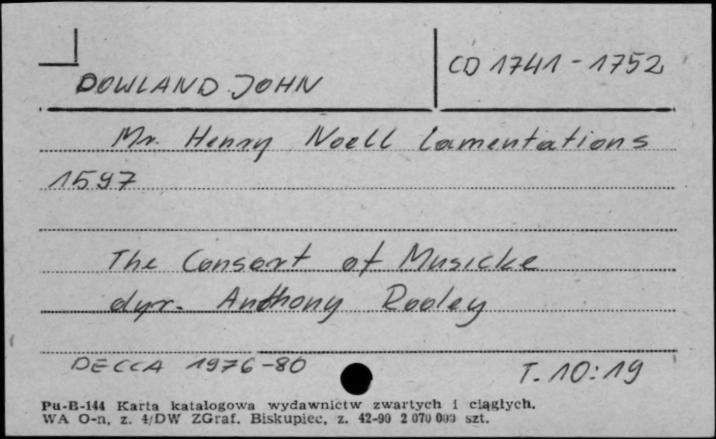 DOWLAND JOHN
CD 1741-1752
Mr. Henry Noell Lamentations
1597
The Consort of Musicke
dyr. Anthony Rooley
DECCA 1976-80
T. 10:19
Pu-B-144 Karta katalogowa wydawnictw zwartych i ciągłych.
WA O-n, z. 4/DW ZGraf. Biskupiec, z. 42-90 2 070 000 szt.